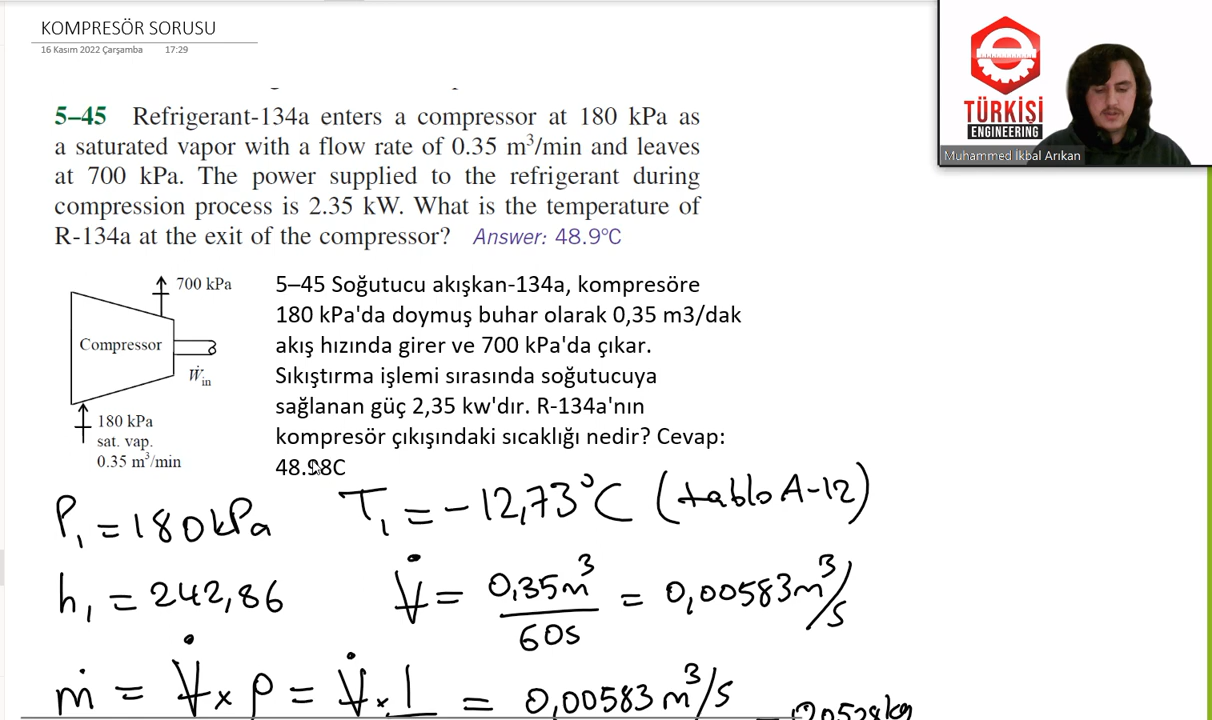 KOMPRESÖR SORUSU
16 Kasım 2022 Çarşamba 17:29
TÜRKİŞİ
ENGINEERING
Muhammed İkbal Arıkan
5–45 Refrigerant-134a enters a compressor at 180 kPa as
a saturated vapor with a flow rate of 0.35 m³/min and leaves
at 700 kPa. The power supplied to the refrigerant during
compression process is 2.35 kW. What is the temperature of
R-134a at the exit of the compressor? Answer: 48.9°C
700 kPa
Compressor
Ẇin
180 kPa
sat. vap.
0.35 m³/min
5–45 Soğutucu akışkan-134a, kompresöre
180 kPa'da doymuş buhar olarak 0,35 m3/dak
akış hızında girer ve 700 kPa'da çıkar.
Sıkıştırma işlemi sırasında soğutucuya
sağlanan güç 2,35 kw'dır. R-134a'nın
kompresör çıkışındaki sıcaklığı nedir? Cevap:
P₁ = 180kPa T₁ = -12,73°C (tablo A-12)
h₁ = 242,86 V̇ = 0,35m³ / 60s = 0,00583m³/s
ṁ = V̇ x ρ = V̇ x 1 = 0,00583 m³/s